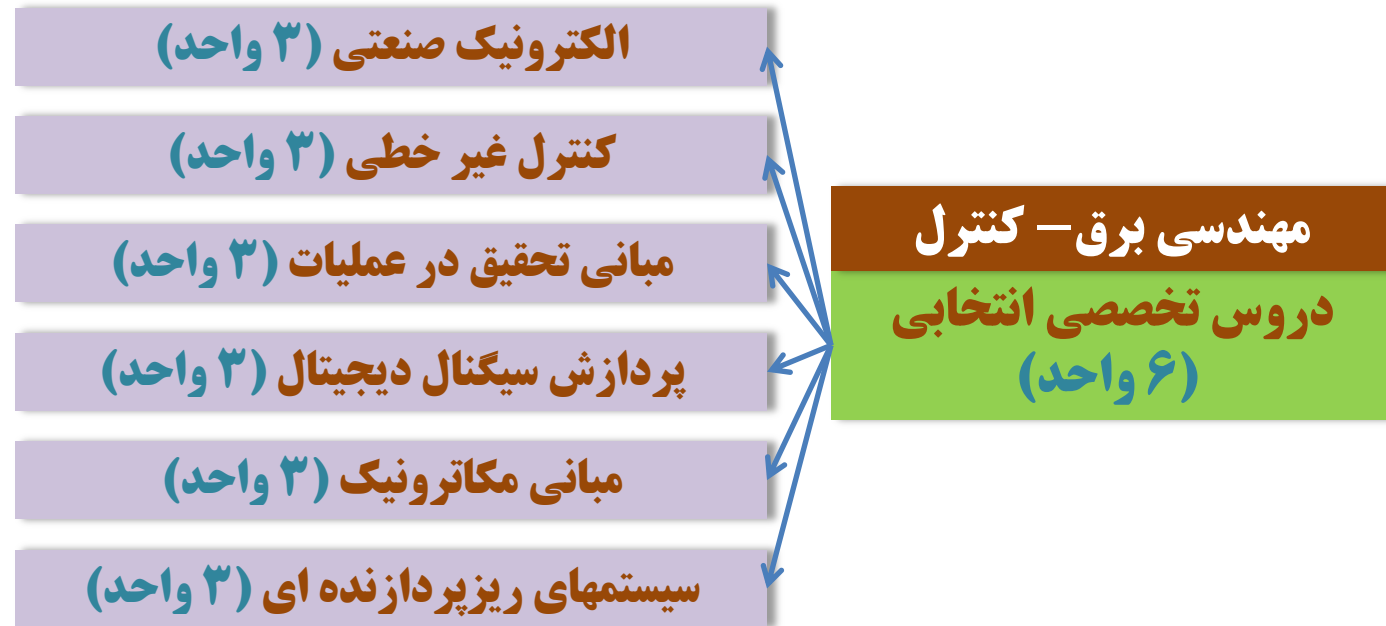 مهندسی برق– کنترل
دروس تخصصی انتخابی
(۶ واحد)
الکترونیک صنعتی (۳ واحد)
کنترل غیر خطی (۳ واحد)
مبانی تحقیق در عملیات (۳ واحد)
پردازش سیگنال دیجیتال (۳ واحد)
مبانی مکاترونیک (۳ واحد)
سیستمهای ریزپردازنده ای (۳ واحد)